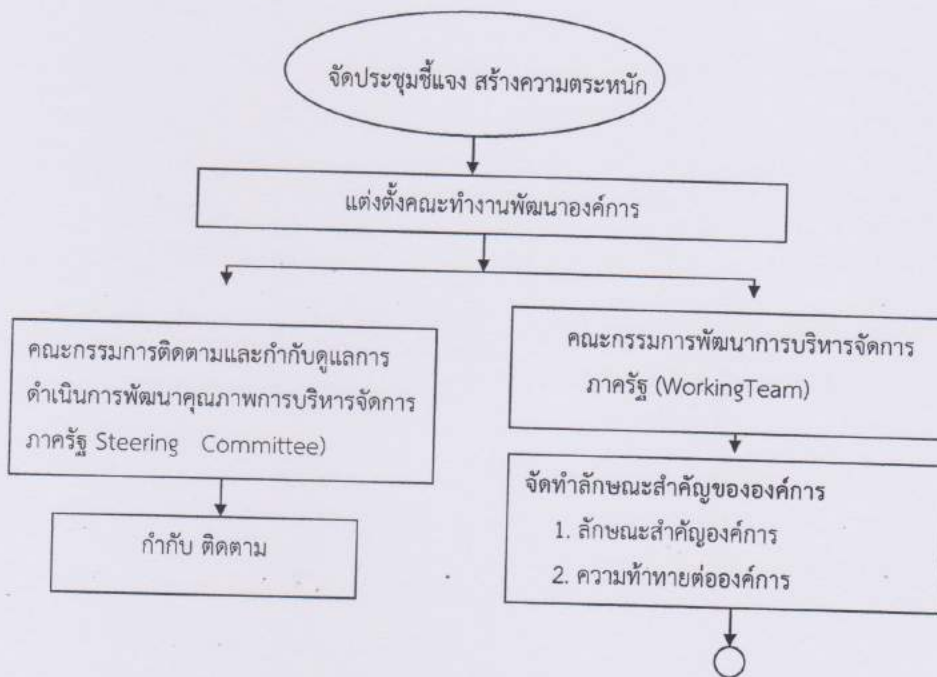 จัดประชุมชี้แจง สร้างความตระหนัก
แต่งตั้งคณะทำงานพัฒนาองค์การ
คณะกรรมการติดตามและกำกับดูแลการ
ดำเนินการพัฒนาคุณภาพการบริหารจัดการ
ภาครัฐ Steering Committee)
กำกับ ติดตาม
คณะกรรมการพัฒนาการบริหารจัดการ
ภาครัฐ (WorkingTeam)
จัดทำลักษณะสำคัญขององค์การ
1. ลักษณะสำคัญองค์การ
2. ความท้าทายต่อองค์การ